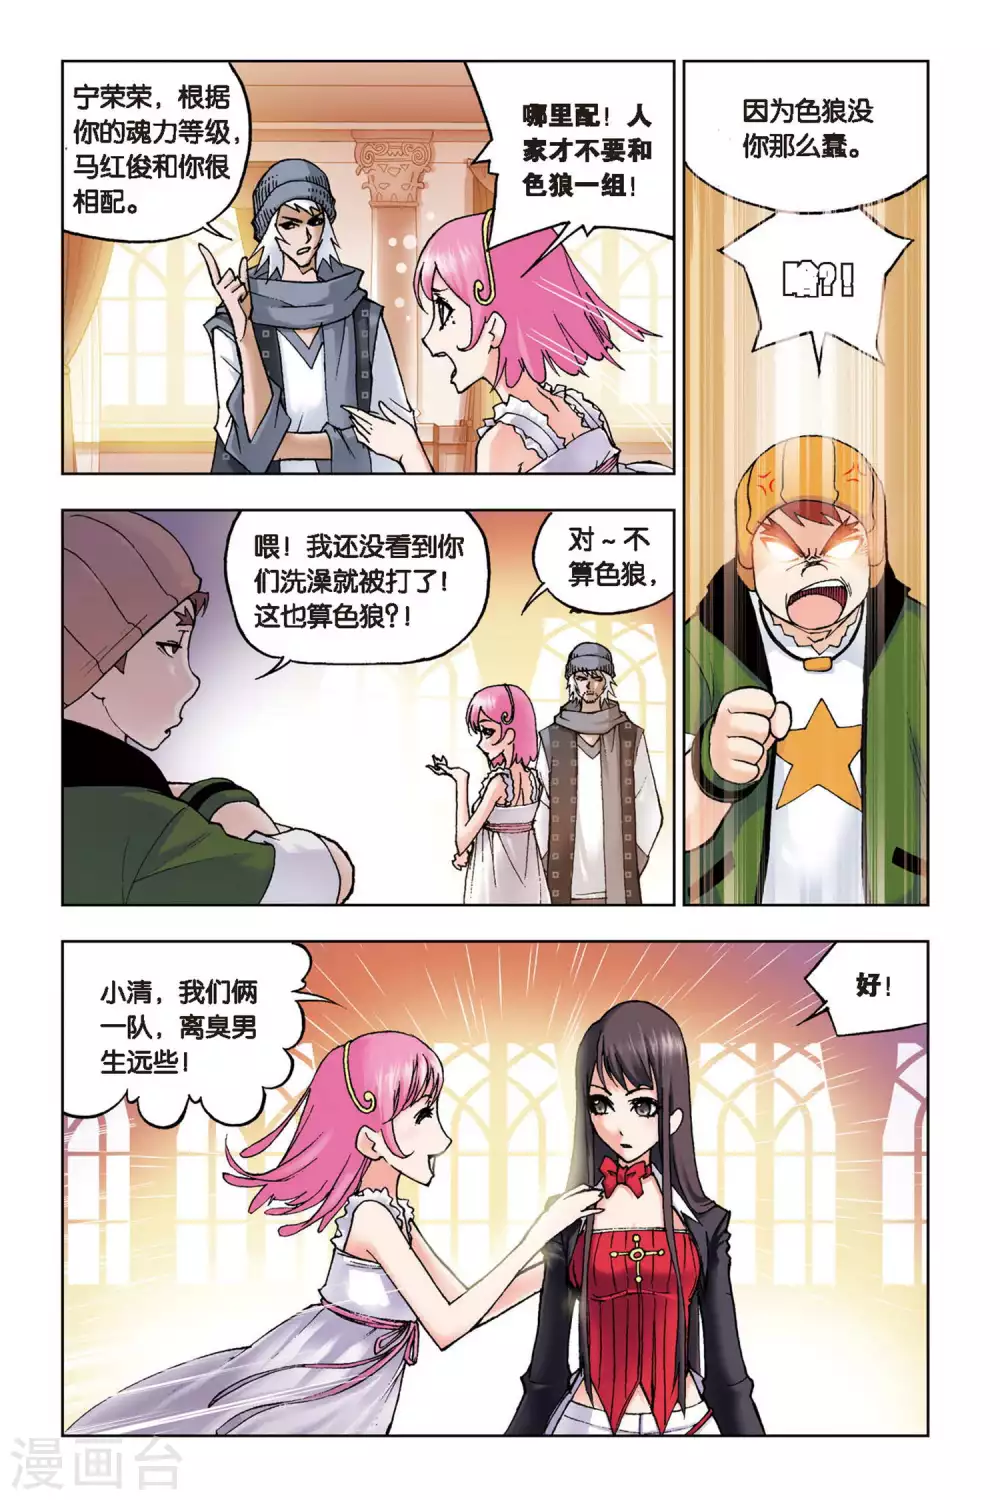 宁荣荣，根据
你的魂力等级，
马红俊和你很
相配。
哪里配！人
家才不要和
色狼一组！
喂！我还没看到你
们洗澡就被打了！
这也算色狼？！
对～不
算色狼，
因为色狼没
你那么蠢。
啥？！
小清，我们俩
一队，离臭男
生远些！
好！
漫画台